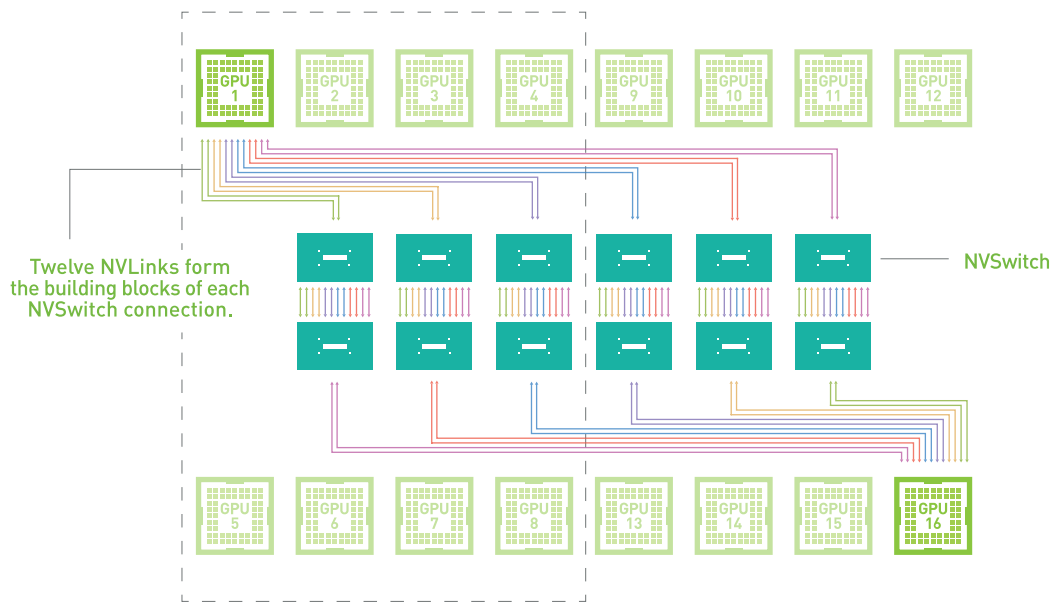 GPU
1
GPU
2
GPU
3
GPU
4
GPU
9
GPU
10
GPU
11
GPU
12
Twelve NVLinks form
the building blocks of each
NVSwitch connection.
NVSwitch
GPU
5
GPU
6
GPU
7
GPU
8
GPU
13
GPU
14
GPU
15
GPU
16